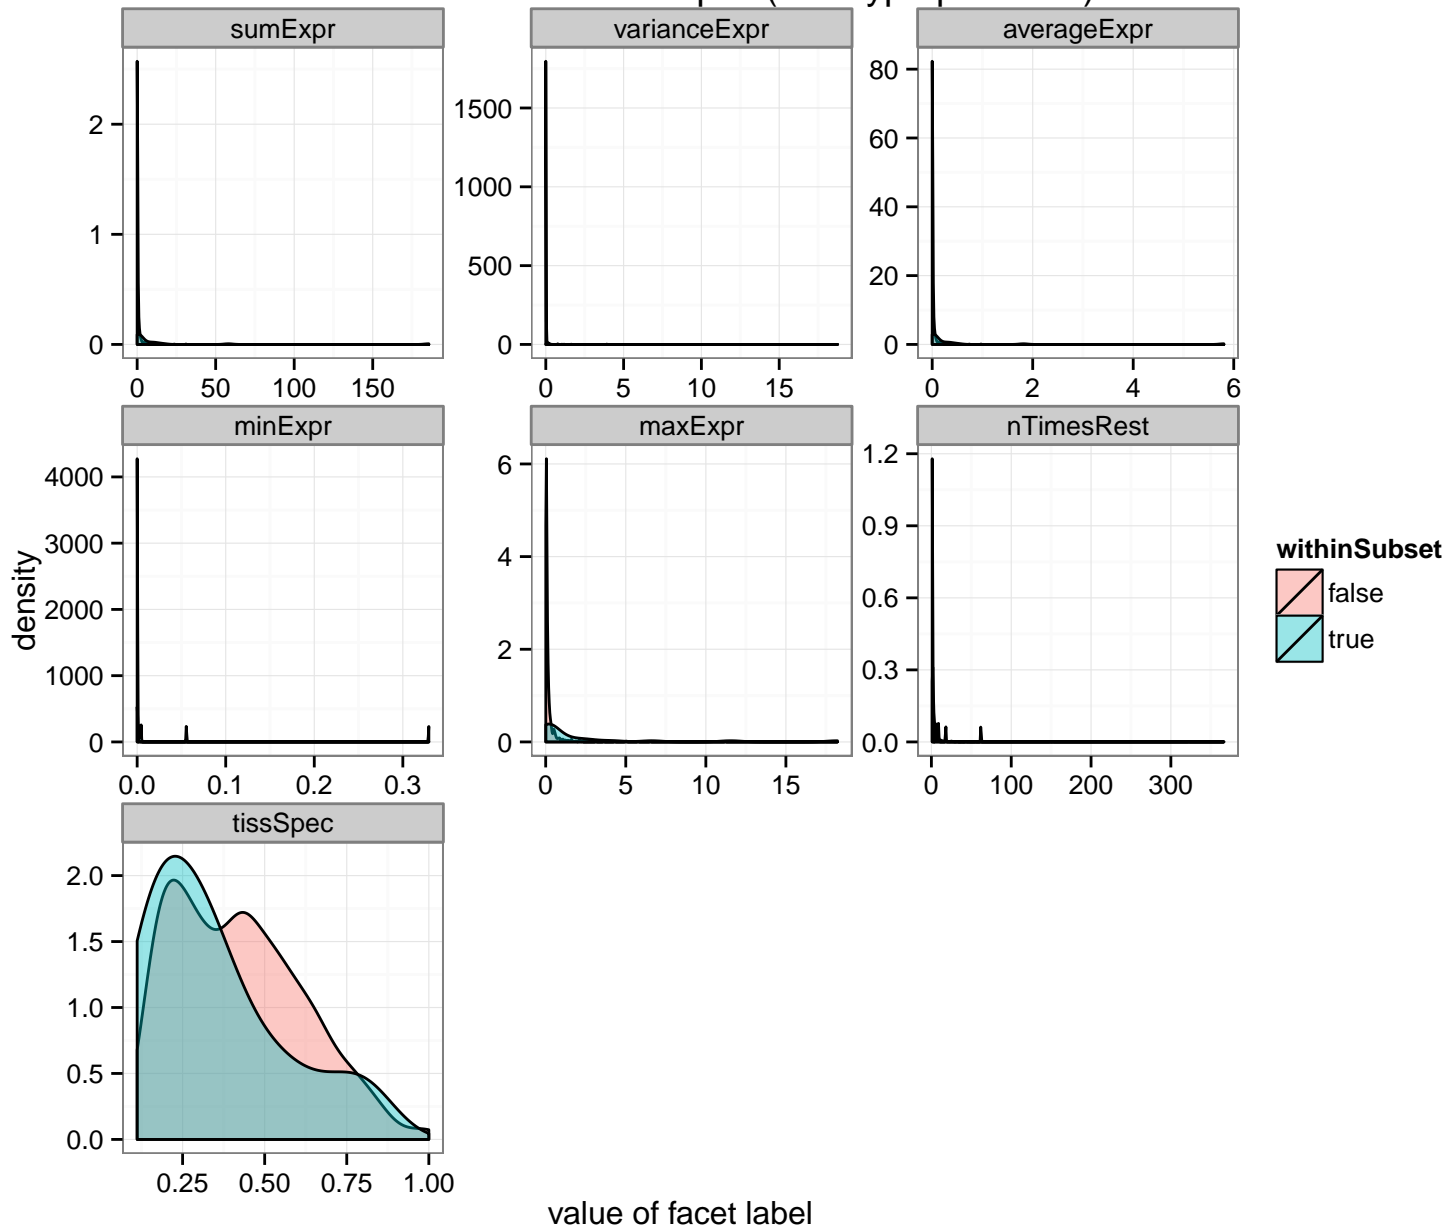 sumExpr varianceExpr averageExpr
2 1500 80
1 1000 60
0 500 40
0 20
0
0 50 100 150 0 5 10 15 0 2 4 6
minExpr maxExpr nTimesRest
4000 6 1.2
3000 4 0.9
2000 2 0.6
1000 0 0.3
0 0.0
0.0 0.1 0.2 0.3 0 5 10 15 0 100 200 300
density
withinSubset
false
true
tissSpec
2.0
1.5
1.0
0.5
0.0
0.25 0.50 0.75 1.00
value of facet label